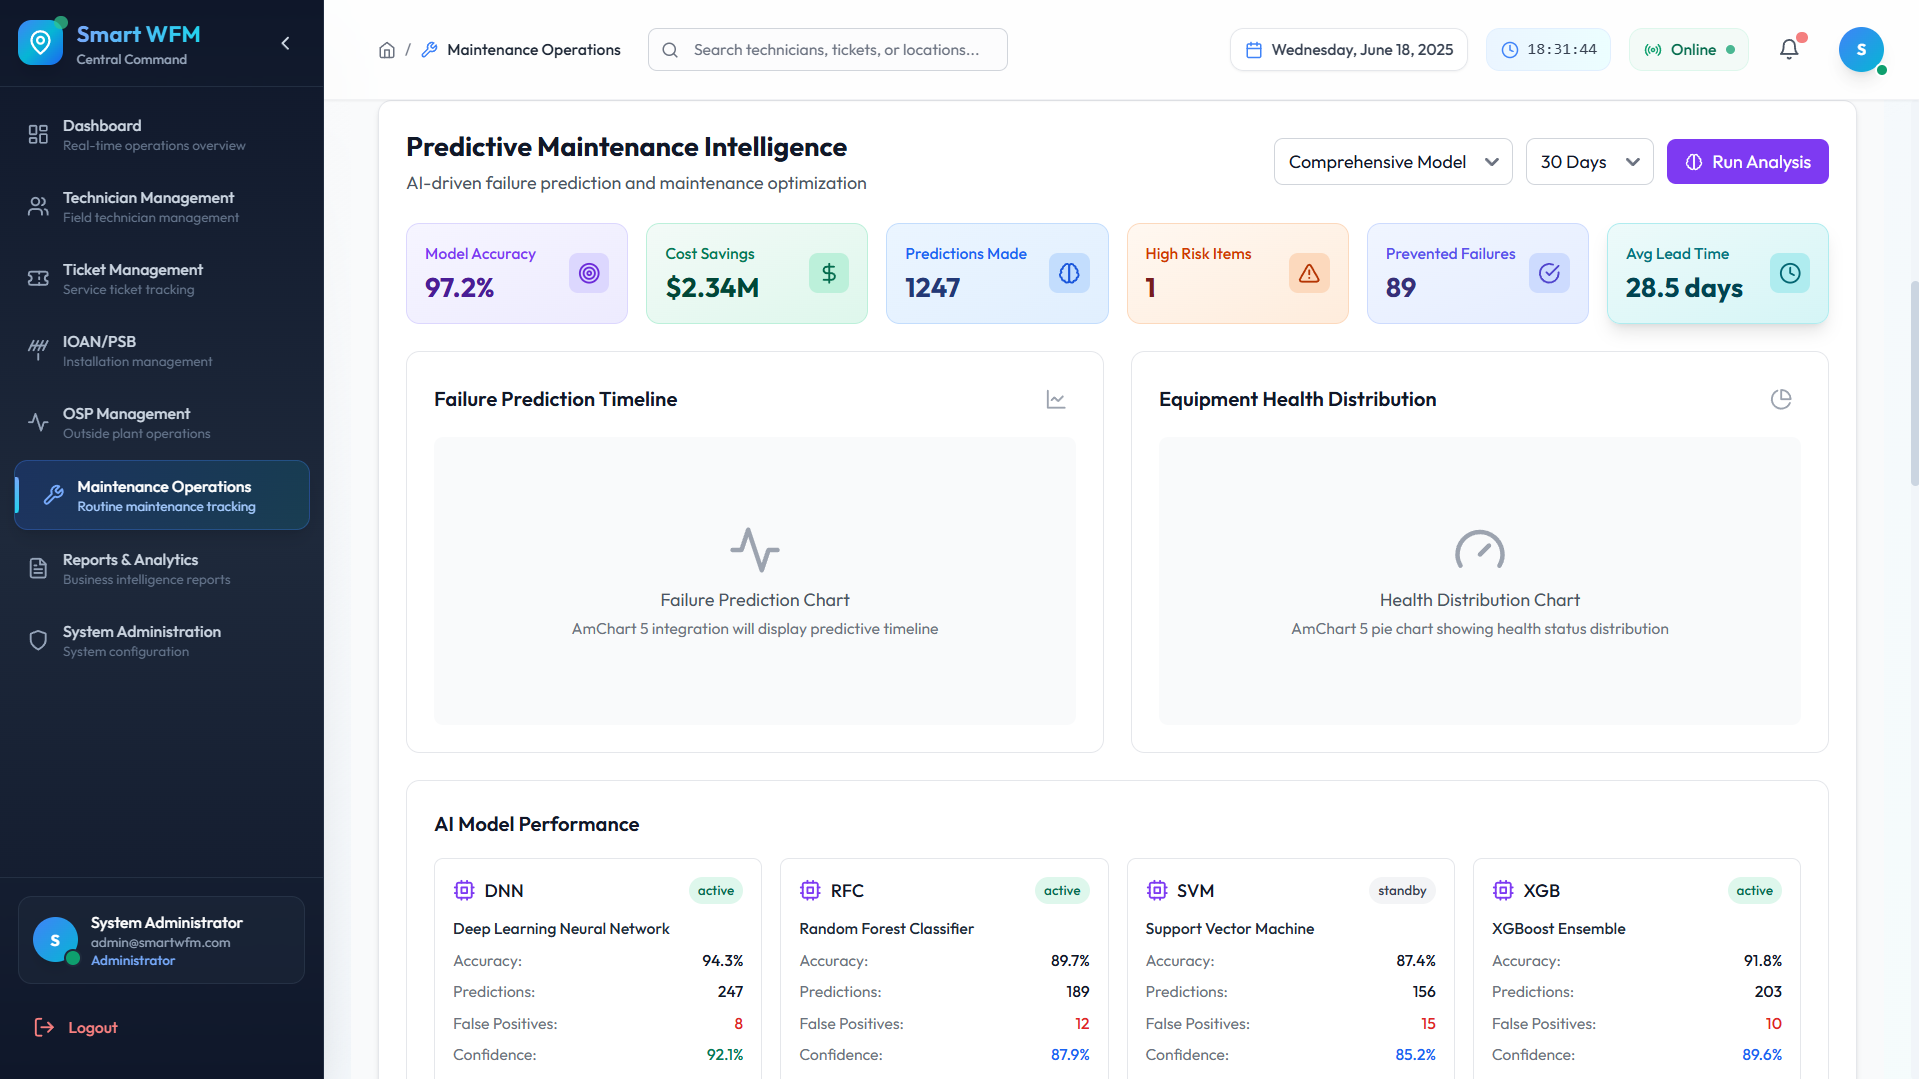 Smart WFM
Central Command
Dashboard
Real-time operations overview
Technician Management
Field technician management
Ticket Management
Service ticket tracking
IOAN/PSB
Installation management
OSP Management
Outside plant operations
Maintenance Operations
Routine maintenance tracking
Reports & Analytics
Business intelligence reports
System Administration
System configuration
S
System Administrator
admin@smartwfm.com
Administrator
Logout
/ Maintenance Operations
Search technicians, tickets, or locations...
Wednesday, June 18, 2025
18:31:44
Online
S
Predictive Maintenance Intelligence
AI-driven failure prediction and maintenance optimization
Comprehensive Model
30 Days
Run Analysis
Model Accuracy
97.2%
Cost Savings
$2.34M
Predictions Made
1247
High Risk Items
1
Prevented Failures
89
Avg Lead Time
28.5 days
Failure Prediction Timeline
Failure Prediction Chart
AmChart 5 integration will display predictive timeline
Equipment Health Distribution
Health Distribution Chart
AmChart 5 pie chart showing health status distribution
AI Model Performance
DNN active
Deep Learning Neural Network
Accuracy: 94.3%
Predictions: 247
False Positives: 8
Confidence: 92.1%
RFC active
Random Forest Classifier
Accuracy: 89.7%
Predictions: 189
False Positives: 12
Confidence: 87.9%
SVM standby
Support Vector Machine
Accuracy: 87.4%
Predictions: 156
False Positives: 15
Confidence: 85.2%
XGB active
XGBoost Ensemble
Accuracy: 91.8%
Predictions: 203
False Positives: 10
Confidence: 89.6%